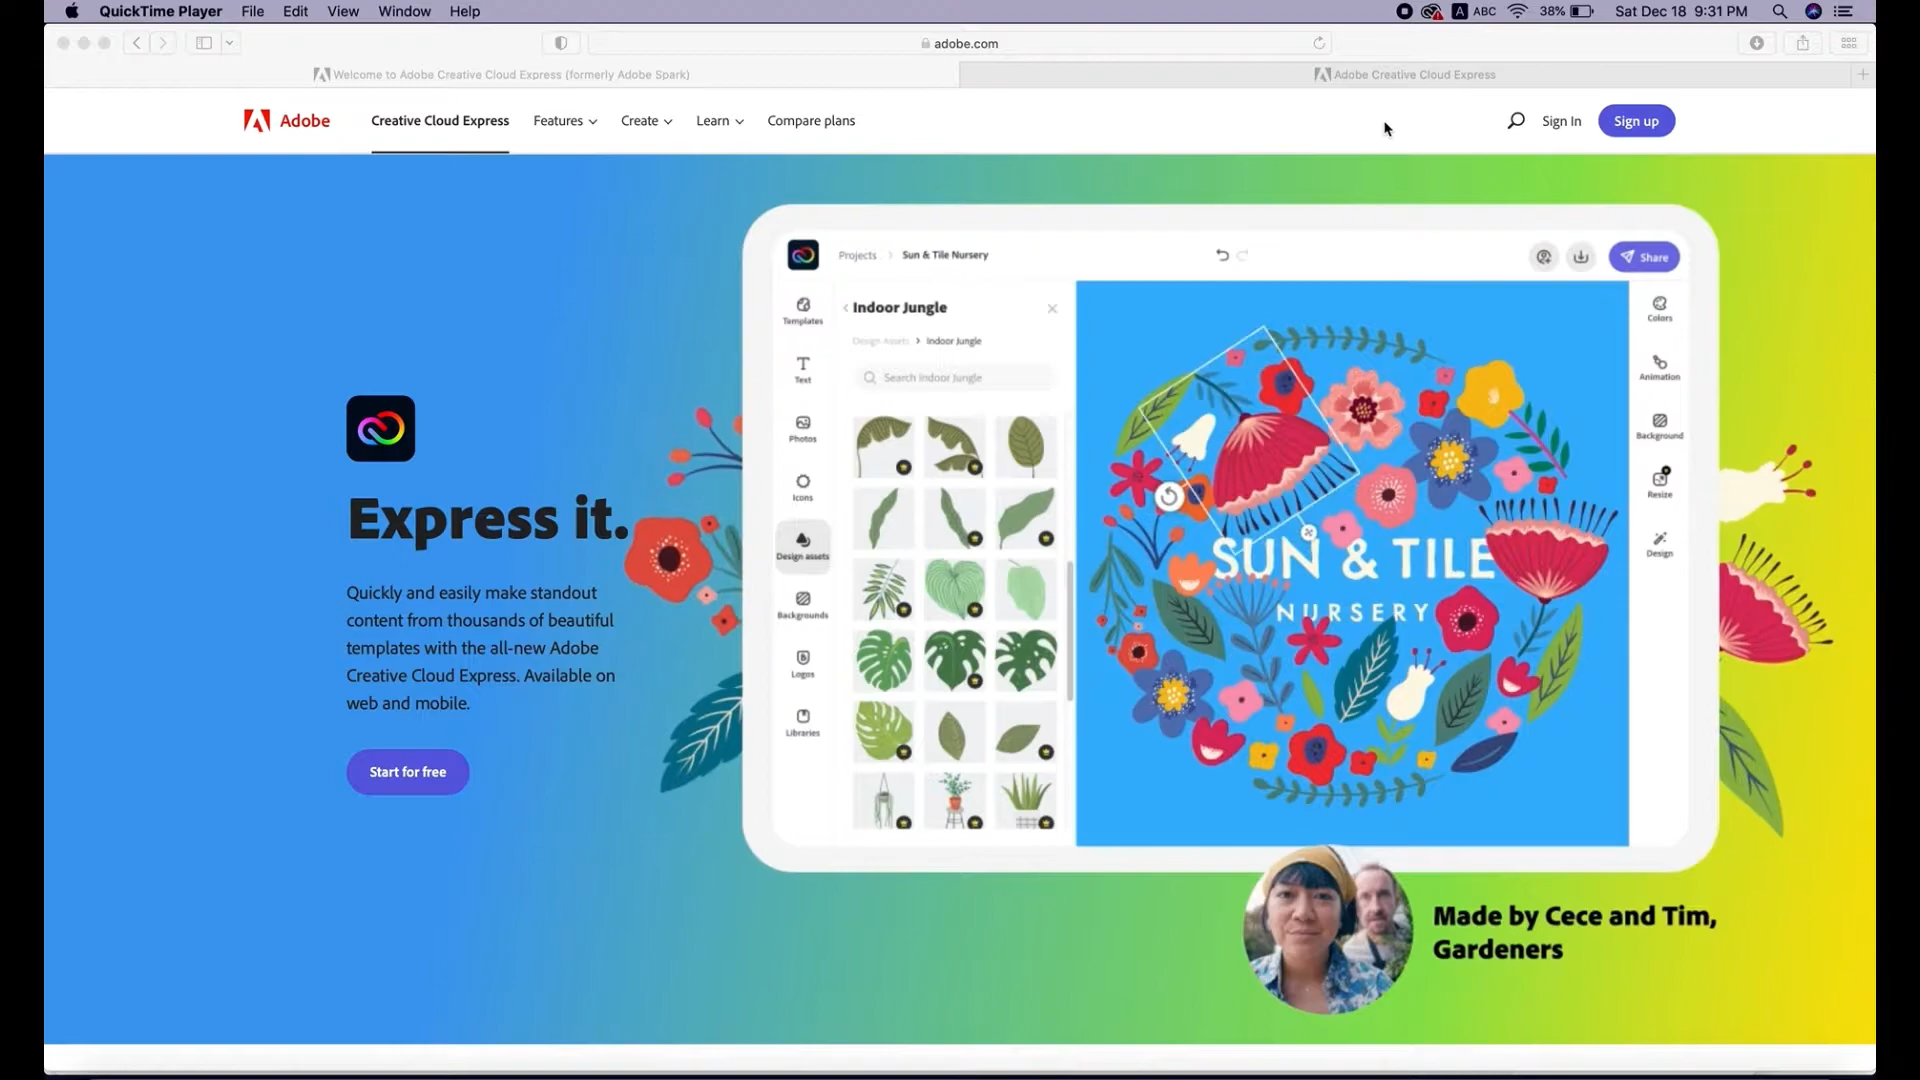 QuickTime Player File Edit View Window Help
A ABC 38% Sat Dec 18 9:31 PM
adobe.com
Welcome to Adobe Creative Cloud Express (formerly Adobe Spark)
Adobe Creative Cloud Express
Adobe Creative Cloud Express Features Create Learn Compare plans Sign In Sign up
Projects Sun & Tile Nursery
Share
Indoor Jungle
Design Assets > Indoor Jungle
Search Indoor Jungle
Templates
Text
Photos
Icons
Design assets
Backgrounds
Logos
Libraries
SUN & TILE
NURSERY
Colors
Animation
Background
Resize
Design
Express it.
Quickly and easily make standout
content from thousands of beautiful
templates with the all-new Adobe
Creative Cloud Express. Available on
web and mobile.
Start for free
Made by Cece and Tim,
Gardeners